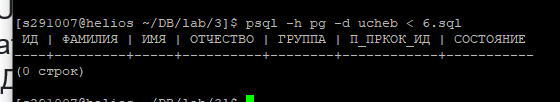 [s291007@helios ~/DB/lab/3]$ psql -h pg -d ucheb < 6.sql
 ИД | ФАМИЛИЯ | ИМЯ | ОТЧЕСТВО | ГРУППА | П_ПРКОК_ИД | СОСТОЯНИЕ
----+---------+-----+----------+--------+------------+-----------
(0 строк)
[s291007@helios ~/DB/lab/3]$